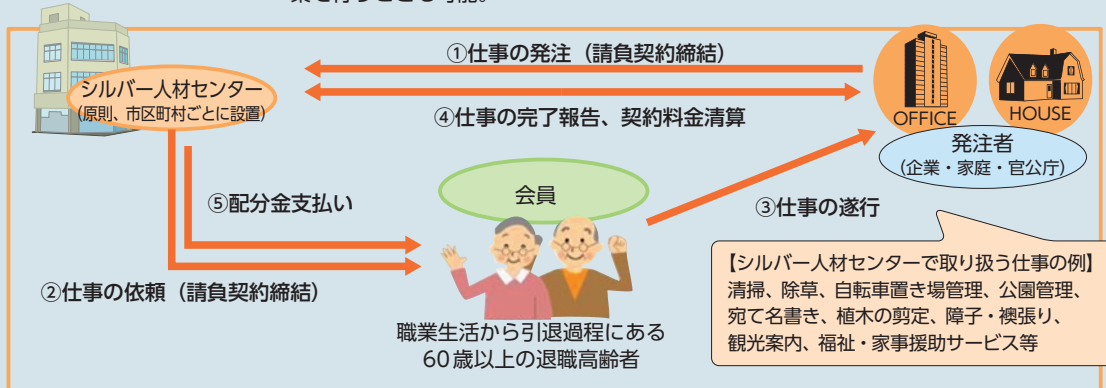 業を行うことも可能。
①仕事の発注（請負契約締結）
シルバー人材センター
（原則、市区町村ごとに設置）
④仕事の完了報告、契約料金清算
OFFICE
HOUSE
発注者
（企業・家庭・官公庁）
会員
⑤配分金支払い
③仕事の遂行
②仕事の依頼（請負契約締結）
職業生活から引退過程にある
60歳以上の退職高齢者
【シルバー人材センターで取り扱う仕事の例】
清掃、除草、自転車置き場管理、公園管理、
宛て名書き、植木の剪定、障子・襖張り、
観光案内、福祉・家事援助サービス等